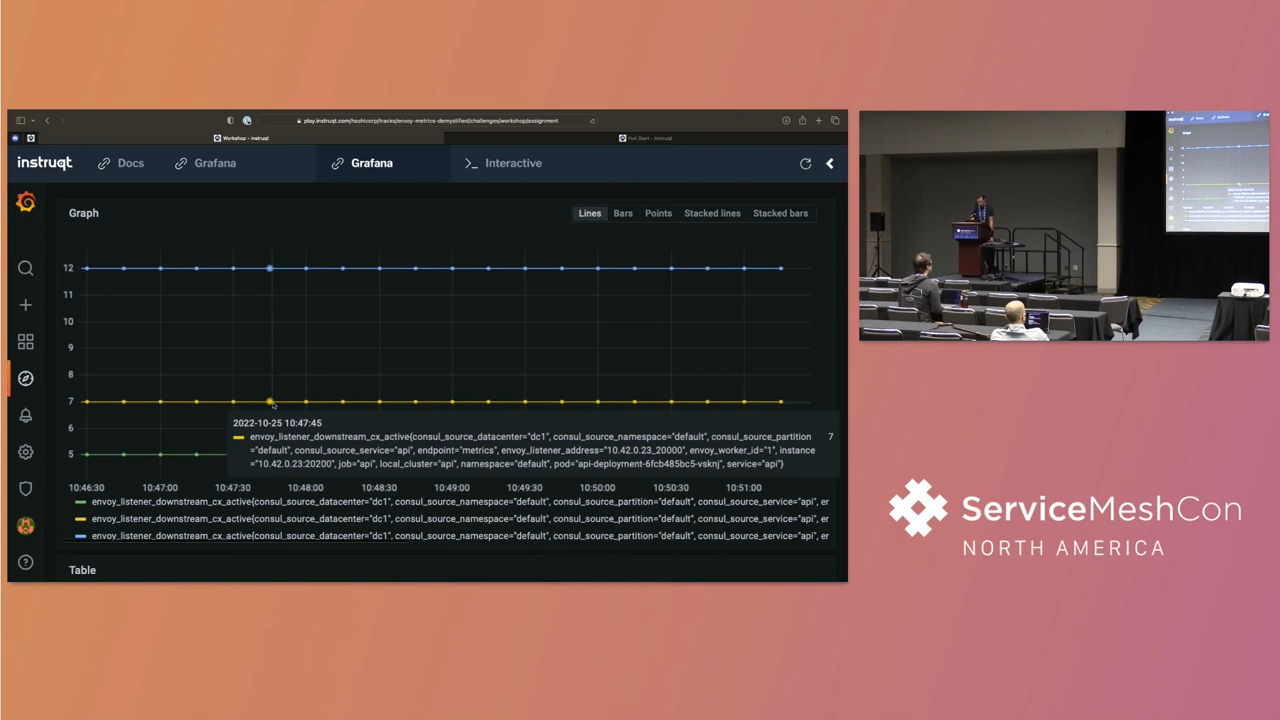 play.instruqt.com/hashicorp/tracks/envoy-metrics-demystified/challenges/workshop/assignment
Workshop - Instruqt
Hot Start - Instruqt
instruqt
Docs
Grafana
Grafana
Interactive
Graph
Lines
Bars
Points
Stacked lines
Stacked bars
12
11
10
9
8
7
6
5
2022-10-25 10:47:45
envoy_listener_downstream_cx_active{consul_source_datacenter="dc1", consul_source_namespace="default", consul_source_partition 7
="default", consul_source_service="api", endpoint="metrics", envoy_listener_address="10.42.0.23_20000", envoy_worker_id="1", instance
="10.42.0.23:20200", job="api", local_cluster="api", namespace="default", pod="api-deployment-6fcb485bc5-vsknj", service="api"}
10:46:30 10:47:00 10:47:30 10:48:00 10:48:30 10:49:00 10:49:30 10:50:00 10:50:30 10:51:00
envoy_listener_downstream_cx_active{consul_source_datacenter="dc1", consul_source_namespace="default", consul_source_partition="default", consul_source_service="api", er
envoy_listener_downstream_cx_active{consul_source_datacenter="dc1", consul_source_namespace="default", consul_source_partition="default", consul_source_service="api", er
envoy_listener_downstream_cx_active{consul_source_datacenter="dc1", consul_source_namespace="default", consul_source_partition="default", consul_source_service="api", er
Table
ServiceMeshCon
NORTH AMERICA